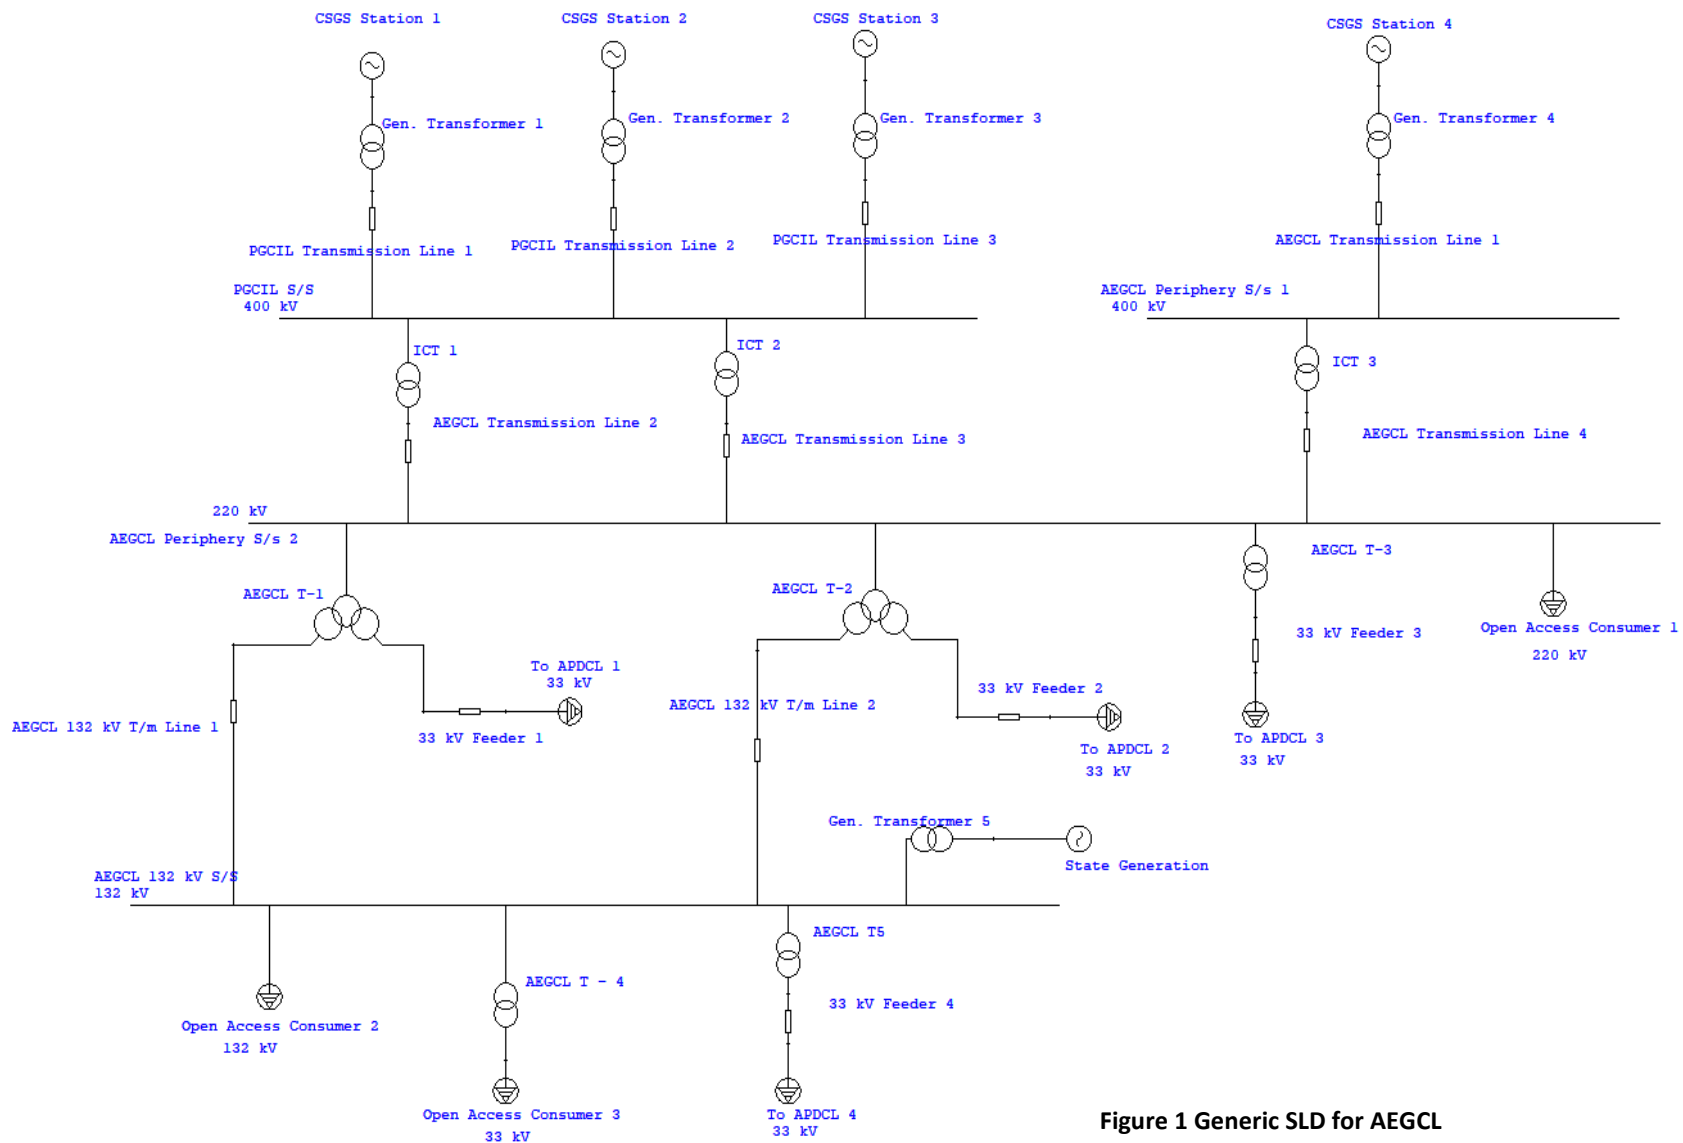 CSGS Station 1
CSGS Station 2
CSGS Station 3
CSGS Station 4
Gen. Transformer 1
Gen. Transformer 2
Gen. Transformer 3
Gen. Transformer 4
PGCIL Transmission Line 1
PGCIL Transmission Line 2
PGCIL Transmission Line 3
AEGCL Transmission Line 1
PGCIL S/S
400 kV
AEGCL Periphery S/s 1
400 kV
ICT 1
ICT 2
ICT 3
AEGCL Transmission Line 2
AEGCL Transmission Line 3
AEGCL Transmission Line 4
220 kV
AEGCL Periphery S/s 2
AEGCL T-1
AEGCL T-2
AEGCL T-3
33 kV Feeder 3
Open Access Consumer 1
220 kV
To APDCL 1
33 kV
33 kV Feeder 2
AEGCL 132 kV T/m Line 1
33 kV Feeder 1
AEGCL 132 kV T/m Line 2
To APDCL 2
33 kV
To APDCL 3
33 kV
Gen. Transformer 5
State Generation
AEGCL 132 kV S/S
132 kV
AEGCL T5
AEGCL T - 4
33 kV Feeder 4
Open Access Consumer 2
132 kV
Open Access Consumer 3
33 kV
To APDCL 4
33 kV
Figure 1 Generic SLD for AEGCL